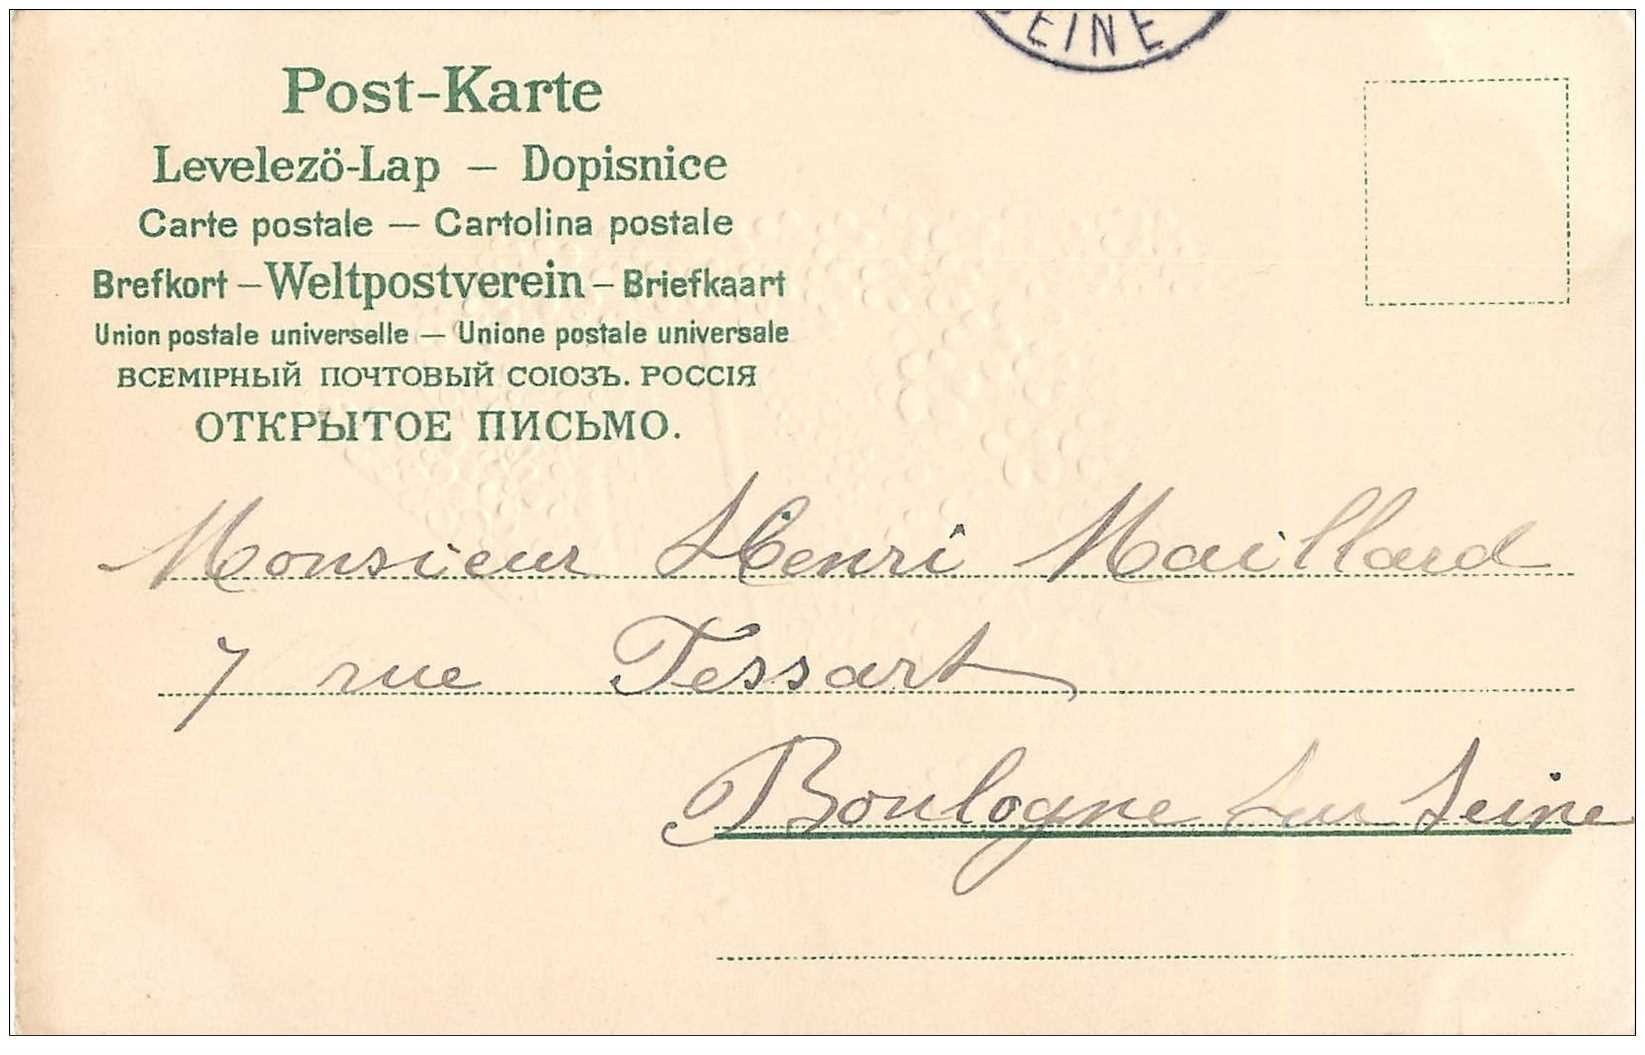 SEINE
Post-Karte
Levelezö-Lap – Dopisnice
Carte postale — Cartolina postale
Brefkort – Weltpostverein – Briefkaart
Union postale universelle — Unione postale universale
ВСЕМІРНЫЙ ПОЧТОВЫЙ СОЮЗЪ. РОССІЯ
ОТКРЫТОЕ ПИСЬМО.
Monsieur Henri Maillard
7 rue Tessart
Boulogne sur Seine